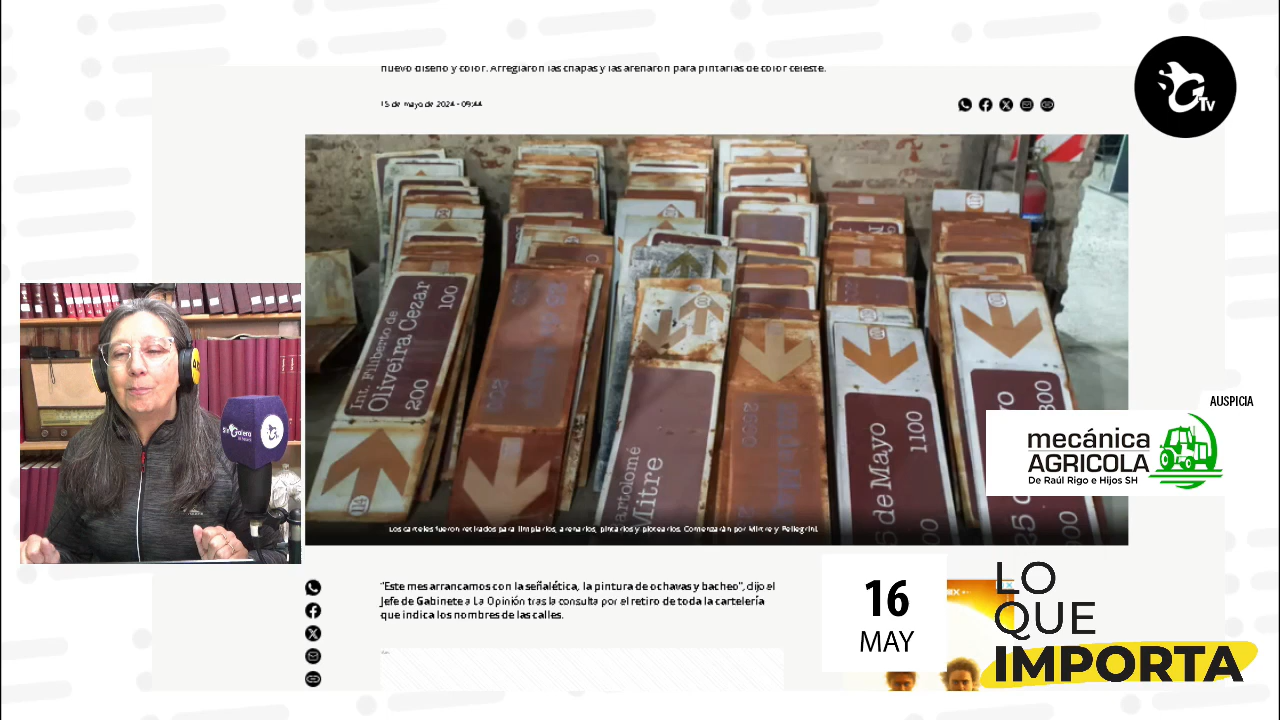 nuevo diseño y color. Arreglaron las chapas y las arenaron para pintarlas de color celeste.
15 de mayo de 2024 - 09:44
TV
Int. Filiberto de
Oliveira Cezar
100
200
artolomé
Mitre
de Mayo
1100
25
300
Los carteles fueron retirados para limpiarlos, arenarlos, pintarlos y plotearlos. Comenzarán por Mitre y Pellegrini.
"Este mes arrancamos con la señalética, la pintura de ochavas y bacheo", dijo el
Jefe de Gabinete a La Opinión tras la consulta por el retiro de toda la cartelería
que indica los nombres de las calles.
AUSPICIA
mecánica
AGRICOLA
De Raúl Rigo e Hijos SH
16
MAY
LO
QUE
IMPORTA